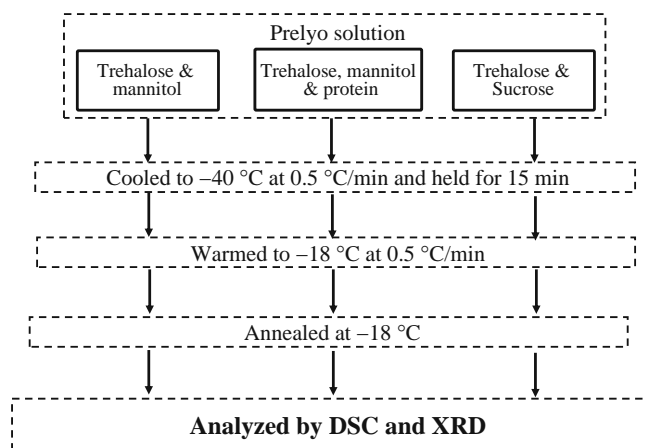 Prelyo solution
Trehalose &
mannitol
Trehalose, mannitol
& protein
Trehalose &
Sucrose
Cooled to –40 °C at 0.5 °C/min and held for 15 min
Warmed to –18 °C at 0.5 °C/min
Annealed at –18 °C
Analyzed by DSC and XRD